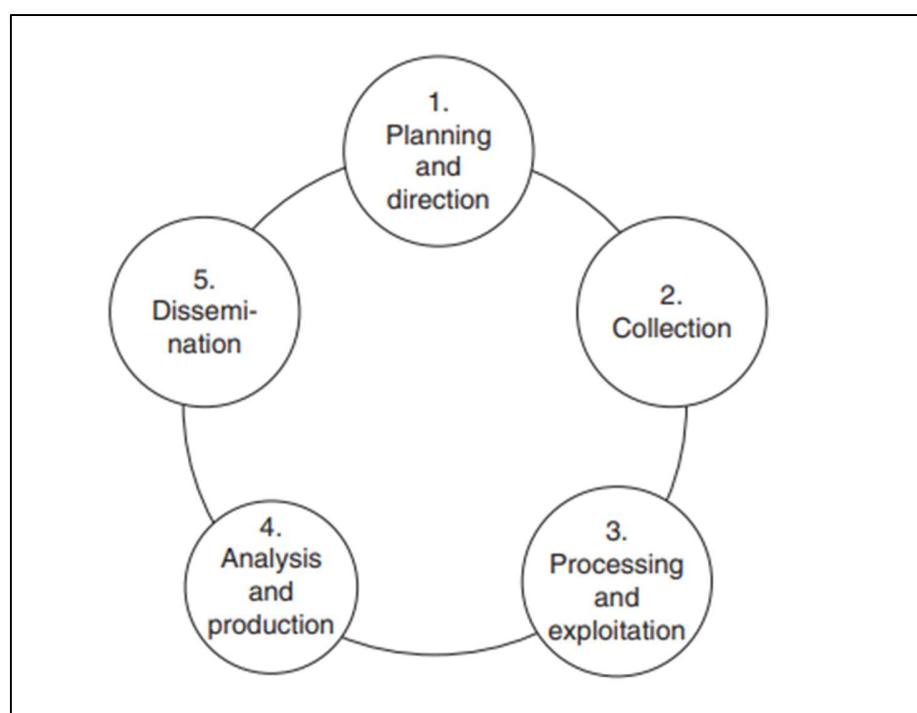 1.
Planning
and
direction
2.
Collection
3.
Processing
and
exploitation
4.
Analysis
and
production
5.
Dissemi-
nation